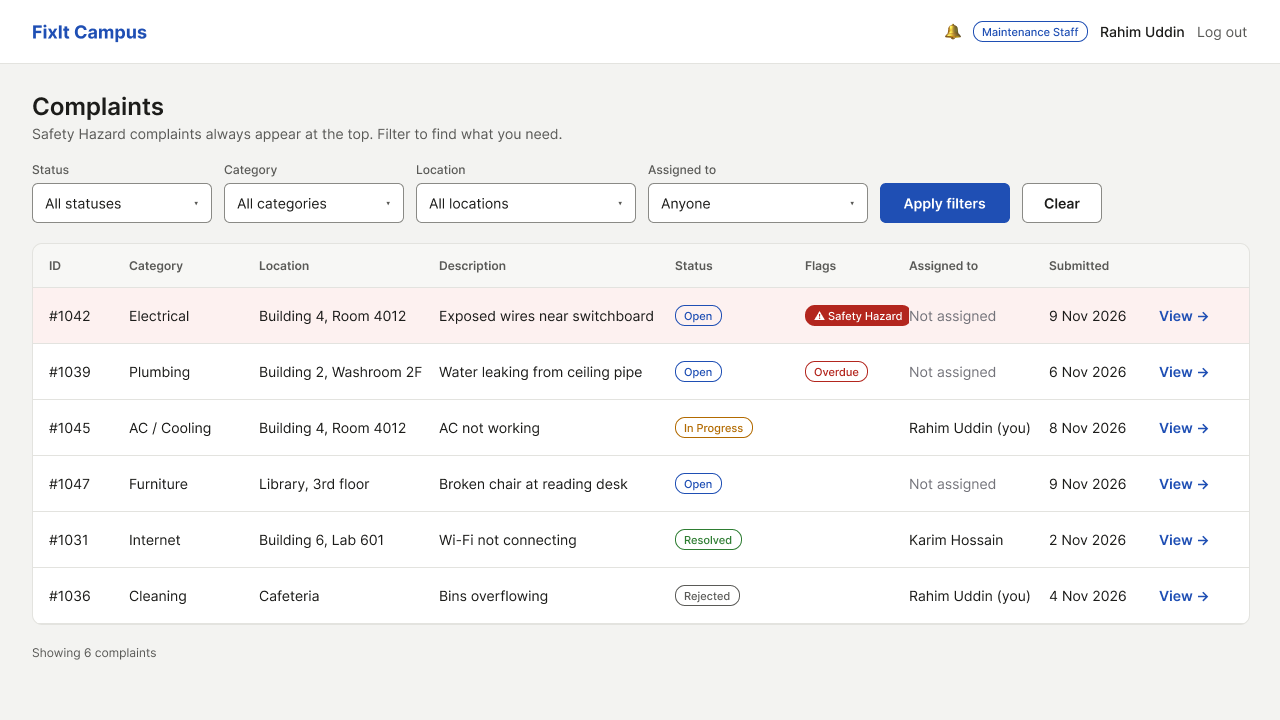 FixIt Campus
Maintenance Staff Rahim Uddin Log out
Complaints
Safety Hazard complaints always appear at the top. Filter to find what you need.
Status Category Location Assigned to
All statuses All categories All locations Anyone Apply filters Clear
ID Category Location Description Status Flags Assigned to Submitted
#1042 Electrical Building 4, Room 4012 Exposed wires near switchboard Open ⚠ Safety Hazard Not assigned 9 Nov 2026 View →
#1039 Plumbing Building 2, Washroom 2F Water leaking from ceiling pipe Open Overdue Not assigned 6 Nov 2026 View →
#1045 AC / Cooling Building 4, Room 4012 AC not working In Progress Rahim Uddin (you) 8 Nov 2026 View →
#1047 Furniture Library, 3rd floor Broken chair at reading desk Open Not assigned 9 Nov 2026 View →
#1031 Internet Building 6, Lab 601 Wi-Fi not connecting Resolved Karim Hossain 2 Nov 2026 View →
#1036 Cleaning Cafeteria Bins overflowing Rejected Rahim Uddin (you) 4 Nov 2026 View →
Showing 6 complaints